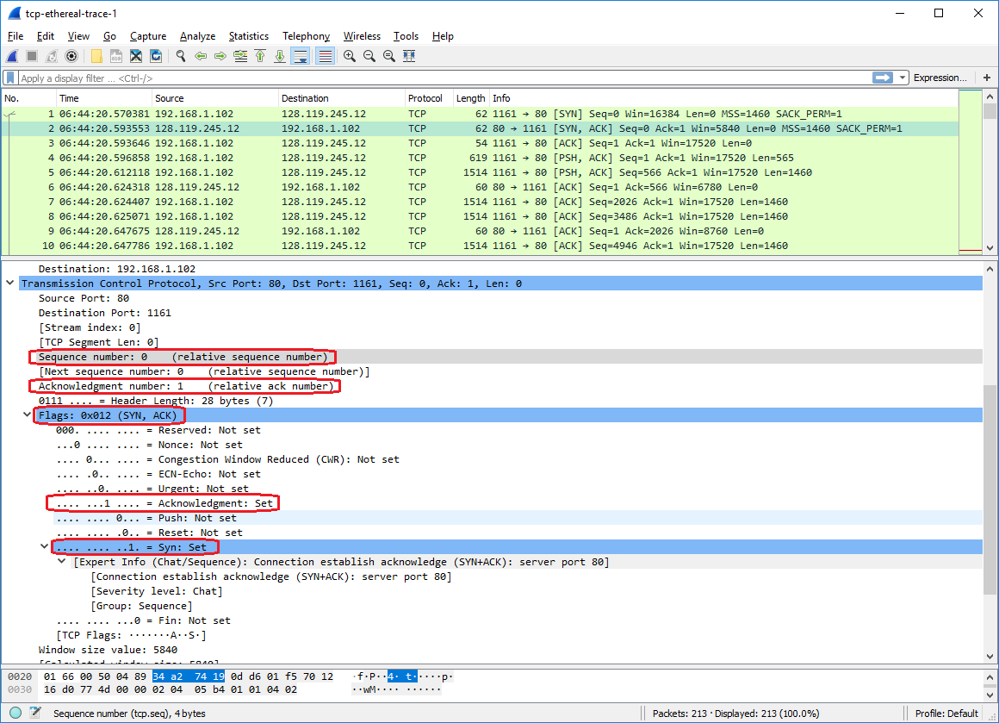 tcp-ethereal-trace-1
File Edit View Go Capture Analyze Statistics Telephony Wireless Tools Help
Apply a display filter ... <Ctrl-/> Expression... +
No. Time Source Destination Protocol Length Info
1 06:44:20.570381 192.168.1.102 128.119.245.12 TCP 62 1161 → 80 [SYN] Seq=0 Win=16384 Len=0 MSS=1460 SACK_PERM=1
2 06:44:20.593553 128.119.245.12 192.168.1.102 TCP 62 80 → 1161 [SYN, ACK] Seq=0 Ack=1 Win=5840 Len=0 MSS=1460 SACK_PERM=1
3 06:44:20.593646 192.168.1.102 128.119.245.12 TCP 54 1161 → 80 [ACK] Seq=1 Ack=1 Win=17520 Len=0
4 06:44:20.596858 192.168.1.102 128.119.245.12 TCP 619 1161 → 80 [PSH, ACK] Seq=1 Ack=1 Win=17520 Len=565
5 06:44:20.612118 192.168.1.102 128.119.245.12 TCP 1514 1161 → 80 [PSH, ACK] Seq=566 Ack=1 Win=17520 Len=1460
6 06:44:20.624318 128.119.245.12 192.168.1.102 TCP 60 80 → 1161 [ACK] Seq=1 Ack=566 Win=6780 Len=0
7 06:44:20.624407 192.168.1.102 128.119.245.12 TCP 1514 1161 → 80 [ACK] Seq=2026 Ack=1 Win=17520 Len=1460
8 06:44:20.625071 192.168.1.102 128.119.245.12 TCP 1514 1161 → 80 [ACK] Seq=3486 Ack=1 Win=17520 Len=1460
9 06:44:20.647675 128.119.245.12 192.168.1.102 TCP 60 80 → 1161 [ACK] Seq=1 Ack=2026 Win=8760 Len=0
10 06:44:20.647786 192.168.1.102 128.119.245.12 TCP 1514 1161 → 80 [ACK] Seq=4946 Ack=1 Win=17520 Len=1460
Destination: 192.168.1.102
Transmission Control Protocol, Src Port: 80, Dst Port: 1161, Seq: 0, Ack: 1, Len: 0
Source Port: 80
Destination Port: 1161
[Stream index: 0]
[TCP Segment Len: 0]
Sequence number: 0    (relative sequence number)
[Next sequence number: 0    (relative sequence number)]
Acknowledgment number: 1    (relative ack number)
0111 .... = Header Length: 28 bytes (7)
Flags: 0x012 (SYN, ACK)
000. .... .... = Reserved: Not set
...0 .... .... = Nonce: Not set
.... 0... .... = Congestion Window Reduced (CWR): Not set
.... .0.. .... = ECN-Echo: Not set
.... ..0. .... = Urgent: Not set
.... ...1 .... = Acknowledgment: Set
.... .... 0... = Push: Not set
.... .... .0.. = Reset: Not set
.... .... ..1. = Syn: Set
[Expert Info (Chat/Sequence): Connection establish acknowledge (SYN+ACK): server port 80]
[Connection establish acknowledge (SYN+ACK): server port 80]
[Severity level: Chat]
[Group: Sequence]
.... .... ...0 = Fin: Not set
[TCP Flags: ·······A··S·]
Window size value: 5840
[Calculated window size: 5840]
0020 01 66 00 50 04 89 34 a2 74 19 0d d6 01 f5 70 12 ·f·P··4·t·····p·
0030 16 d0 77 4d 00 00 02 04 05 b4 01 01 04 02 ··wM··········
Sequence number (tcp.seq), 4 bytes Packets: 213 · Displayed: 213 (100.0%) Profile: Default